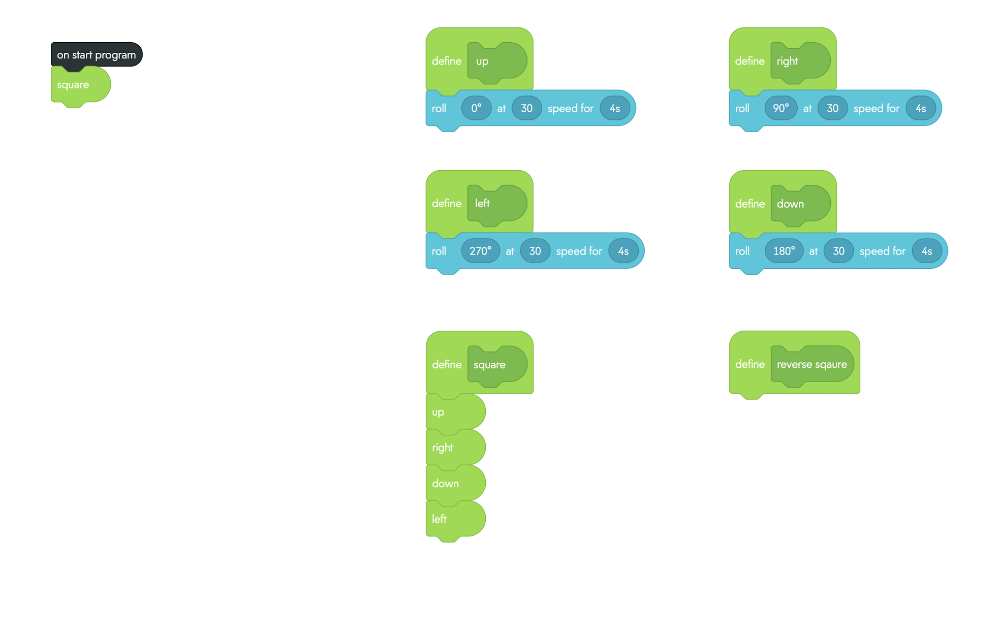 on start program
square
define up
roll 0° at 30 speed for 4s
define right
roll 90° at 30 speed for 4s
define left
roll 270° at 30 speed for 4s
define down
roll 180° at 30 speed for 4s
define square
up
right
down
left
define reverse sqaure